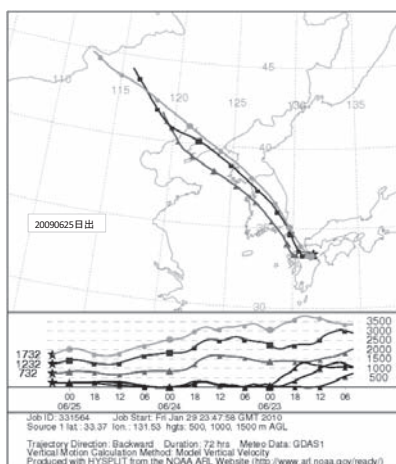 110
115
120
125
130
135
45
40
30
20090625日出
1732
1232
732
3500
3000
2500
2000
1500
1000
500
00 18 12 06 00 18 12 06 00 18 12 06
06/25 06/24 06/23
Job ID: 331564 Job Start: Fri Jan 29 23:47:58 GMT 2010
Source 1 lat.: 33.37 lon.: 131.53 hgts: 500, 1000, 1500 m AGL
Trajectory Direction: Backward Duration: 72 hrs Meteo Data: GDAS1
Vertical Motion Calculation Method: Model Vertical Velocity
Produced with HYSPLIT from the NOAA ARL Website (http://www.arl.noaa.gov/ready/)